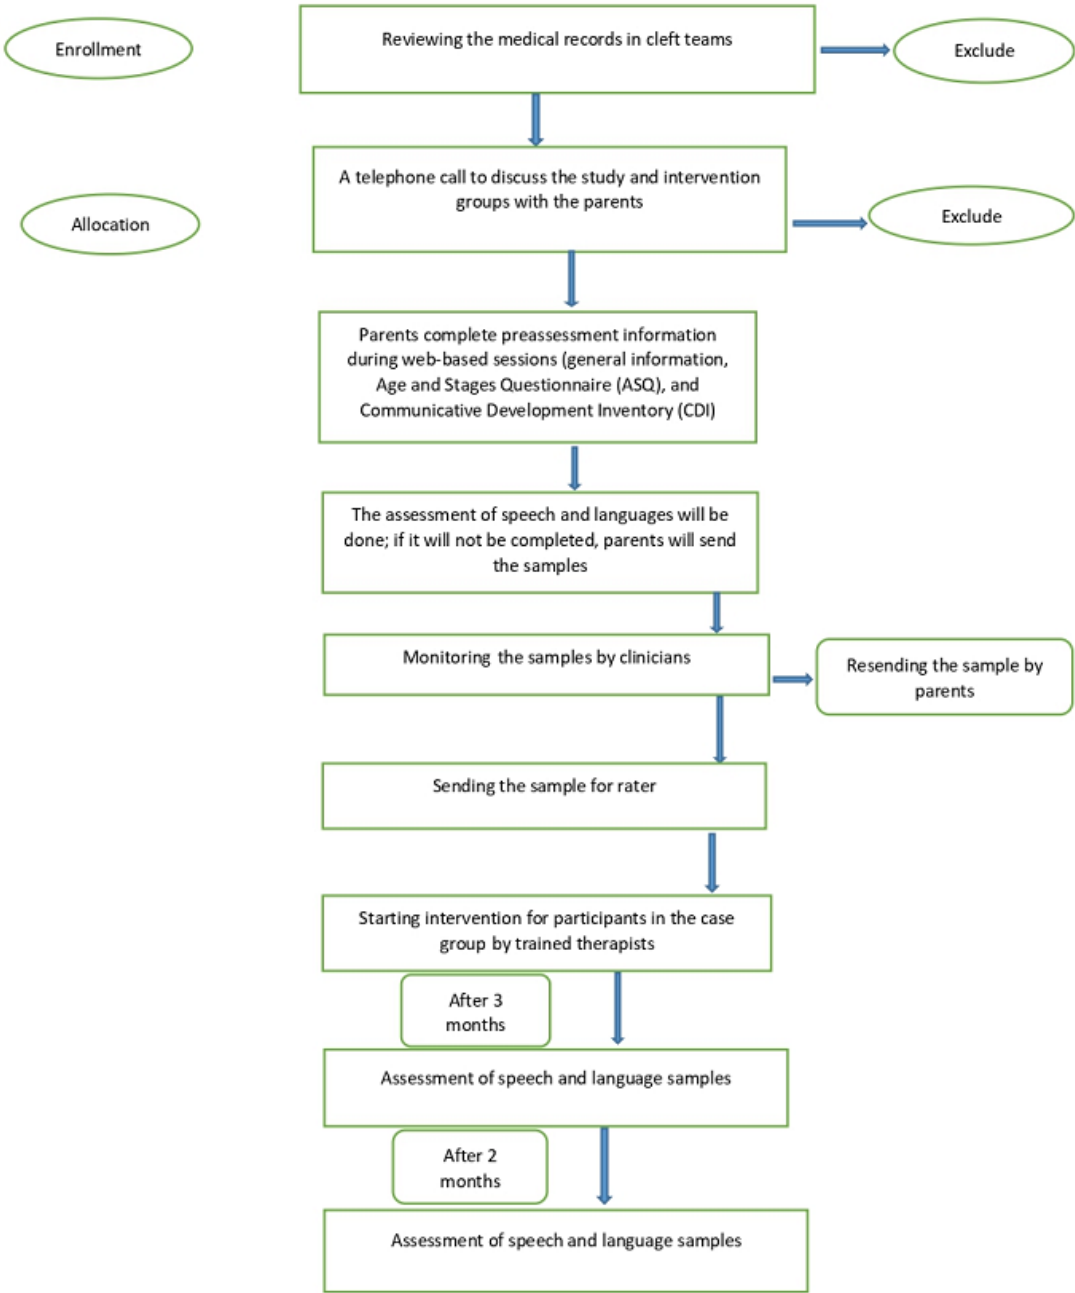 Enrollment
Reviewing the medical records in cleft teams
Exclude
A telephone call to discuss the study and intervention
groups with the parents
Allocation
Exclude
Parents complete preassessment information
during web-based sessions (general information,
Age and Stages Questionnaire (ASQ), and
Communicative Development Inventory (CDI)
The assessment of speech and languages will be
done; if it will not be completed, parents will send
the samples
Monitoring the samples by clinicians
Resending the sample by
parents
Sending the sample for rater
Starting intervention for participants in the case
group by trained therapists
After 3
months
Assessment of speech and language samples
After 2
months
Assessment of speech and language samples